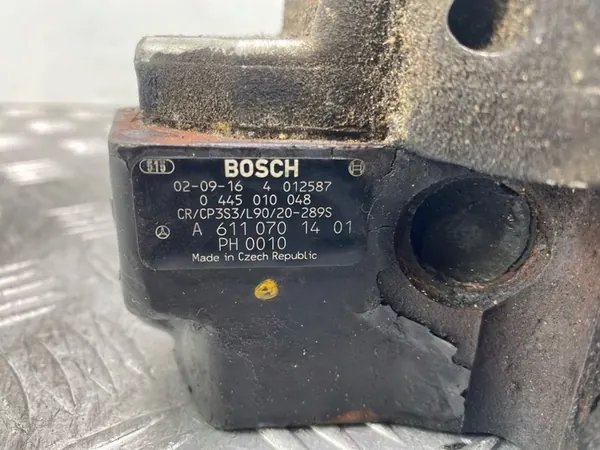 515 BOSCH
02-09-16 4 012587
0 445 010 048
CR/CP3S3/L90/20-289S
A 611 070 14 01
PH 0010
Made in Czech Republic